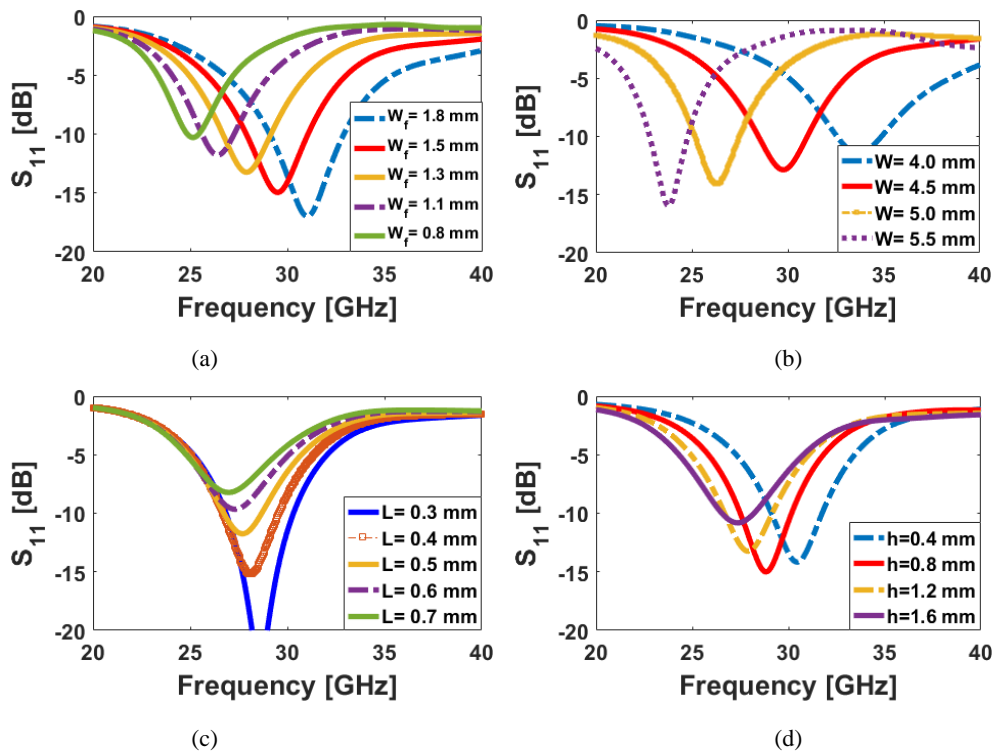 0
-5
-10
-15
-20
S11 [dB]
W_f= 1.8 mm
W_f= 1.5 mm
W_f= 1.3 mm
W_f= 1.1 mm
W_f= 0.8 mm
20 25 30 35 40
Frequency [GHz]
(a)
0
-5
-10
-15
-20
S11 [dB]
W= 4.0 mm
W= 4.5 mm
W= 5.0 mm
W= 5.5 mm
20 25 30 35 40
Frequency [GHz]
(b)
0
-5
-10
-15
-20
S11 [dB]
L= 0.3 mm
L= 0.4 mm
L= 0.5 mm
L= 0.6 mm
L= 0.7 mm
20 25 30 35 40
Frequency [GHz]
(c)
0
-5
-10
-15
-20
S11 [dB]
h=0.4 mm
h=0.8 mm
h=1.2 mm
h=1.6 mm
20 25 30 35 40
Frequency [GHz]
(d)